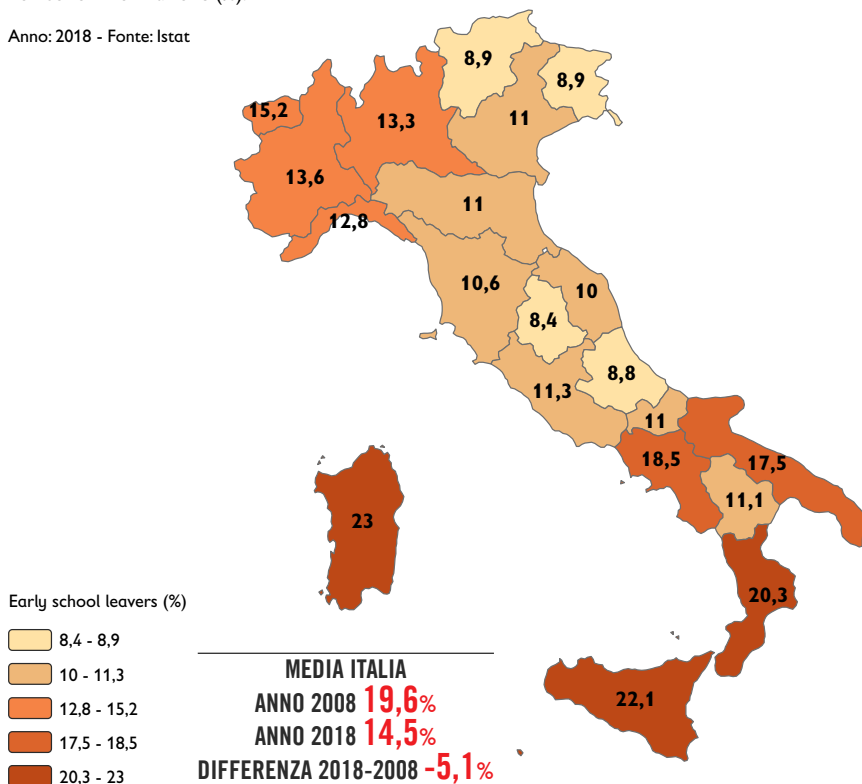 Anno: 2018 - Fonte: Istat
8,9
8,9
15,2
13,3
11
13,6
11
12,8
10,6
10
8,4
8,8
11,3
11
18,5
17,5
11,1
23
20,3
22,1
Early school leavers (%)
8,4 - 8,9
10 - 11,3
12,8 - 15,2
17,5 - 18,5
20,3 - 23
MEDIA ITALIA
ANNO 2008 19,6%
ANNO 2018 14,5%
DIFFERENZA 2018-2008 -5,1%